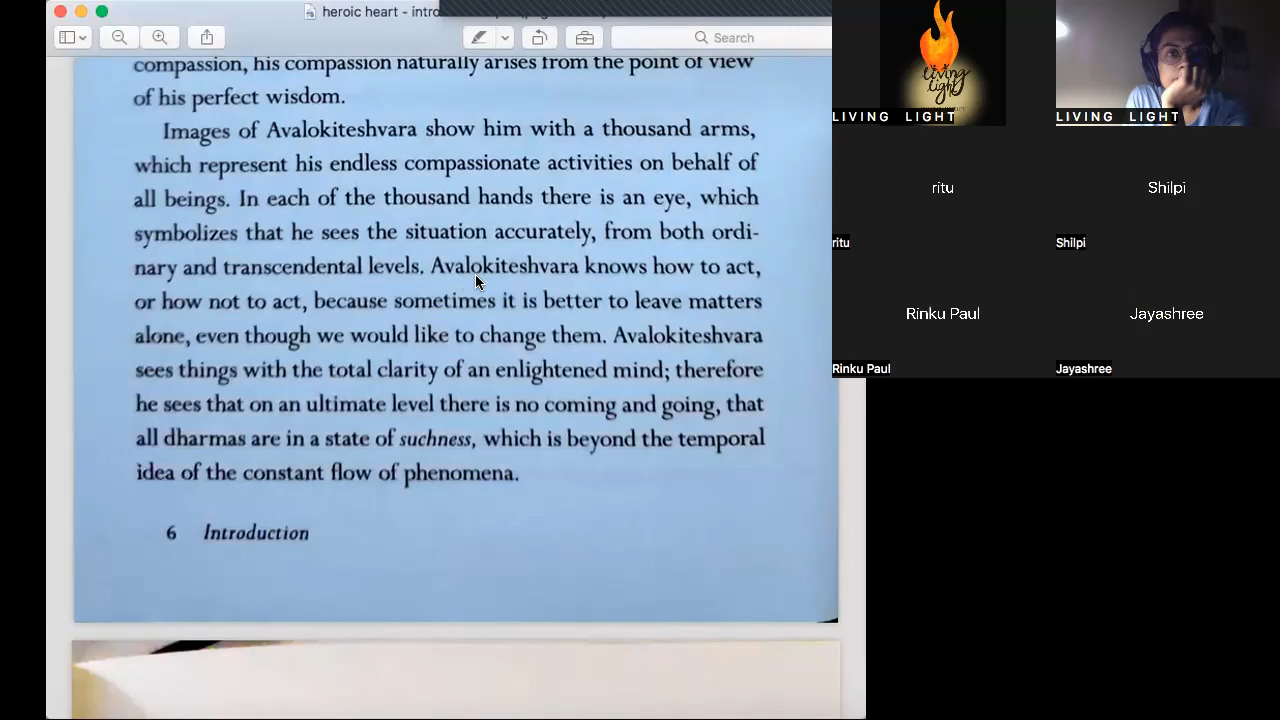 heroic heart - intro
Search
compassion, his compassion naturally arises from the point of view
of his perfect wisdom.
Images of Avalokiteshvara show him with a thousand arms,
which represent his endless compassionate activities on behalf of
all beings. In each of the thousand hands there is an eye, which
symbolizes that he sees the situation accurately, from both ordi-
nary and transcendental levels. Avalokiteshvara knows how to act,
or how not to act, because sometimes it is better to leave matters
alone, even though we would like to change them. Avalokiteshvara
sees things with the total clarity of an enlightened mind; therefore
he sees that on an ultimate level there is no coming and going, that
all dharmas are in a state of suchness, which is beyond the temporal
idea of the constant flow of phenomena.
6 Introduction
living
light
LIVING LIGHT
LIVING LIGHT
ritu
Shilpi
ritu
Shilpi
Rinku Paul
Jayashree
Rinku Paul
Jayashree